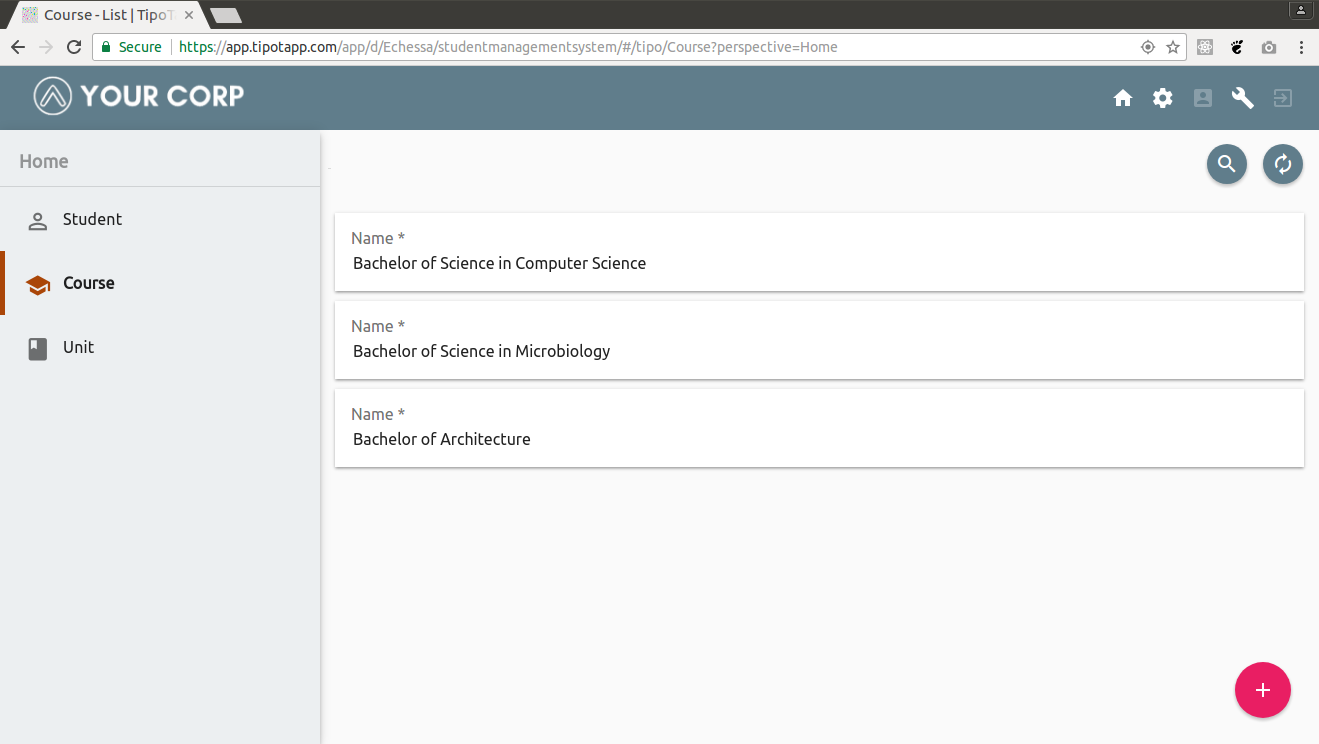 Course - List | TipoT
Secure
https://app.tipotapp.com/app/d/Echessa/studentmanagementsystem/#/tipo/Course?perspective=Home
YOUR CORP
Home
Student
Course
Unit
Name *
Bachelor of Science in Computer Science
Name *
Bachelor of Science in Microbiology
Name *
Bachelor of Architecture